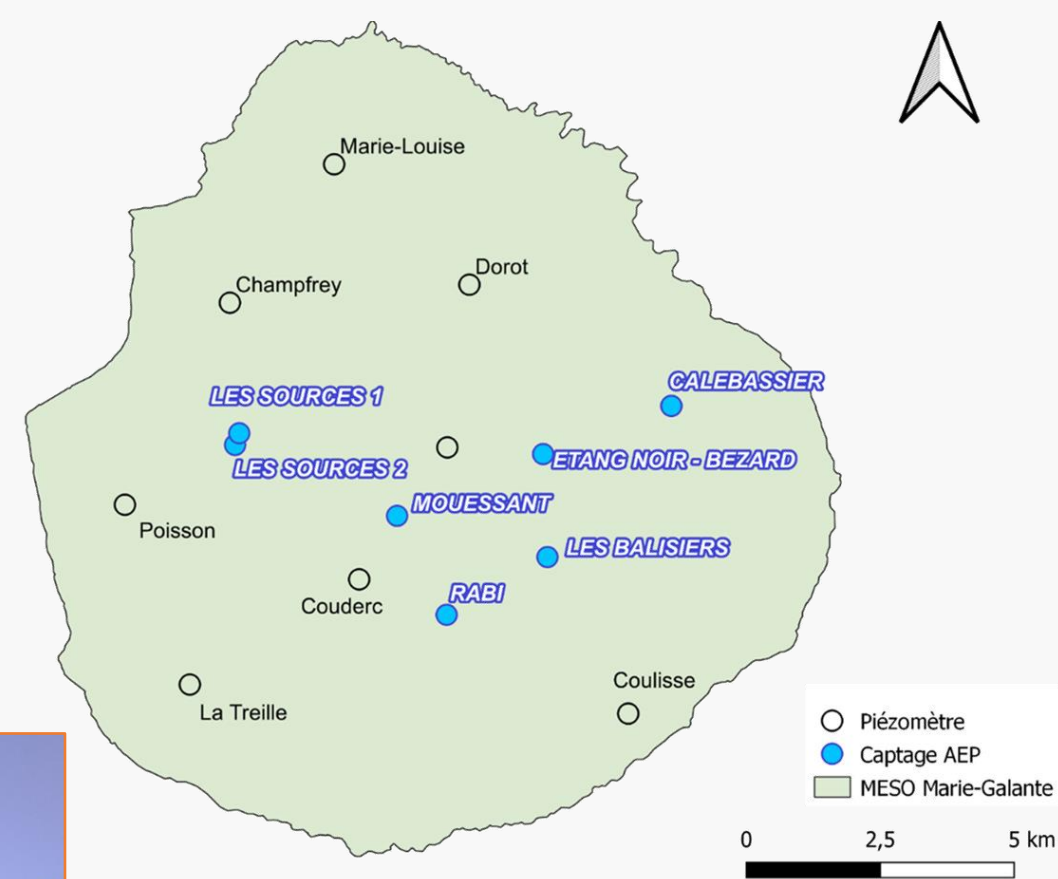 Marie-Louise
Dorot
Champfrey
CALEBASSIER
LES SOURCES 1
ETANG NOIR - BEZARD
LES SOURCES 2
MOUESSANT
Poisson
LES BALISIERS
RABI
Couderc
Coulisse
La Treille
Piézomètre
Captage AEP
MESO Marie-Galante
0 2,5 5 km